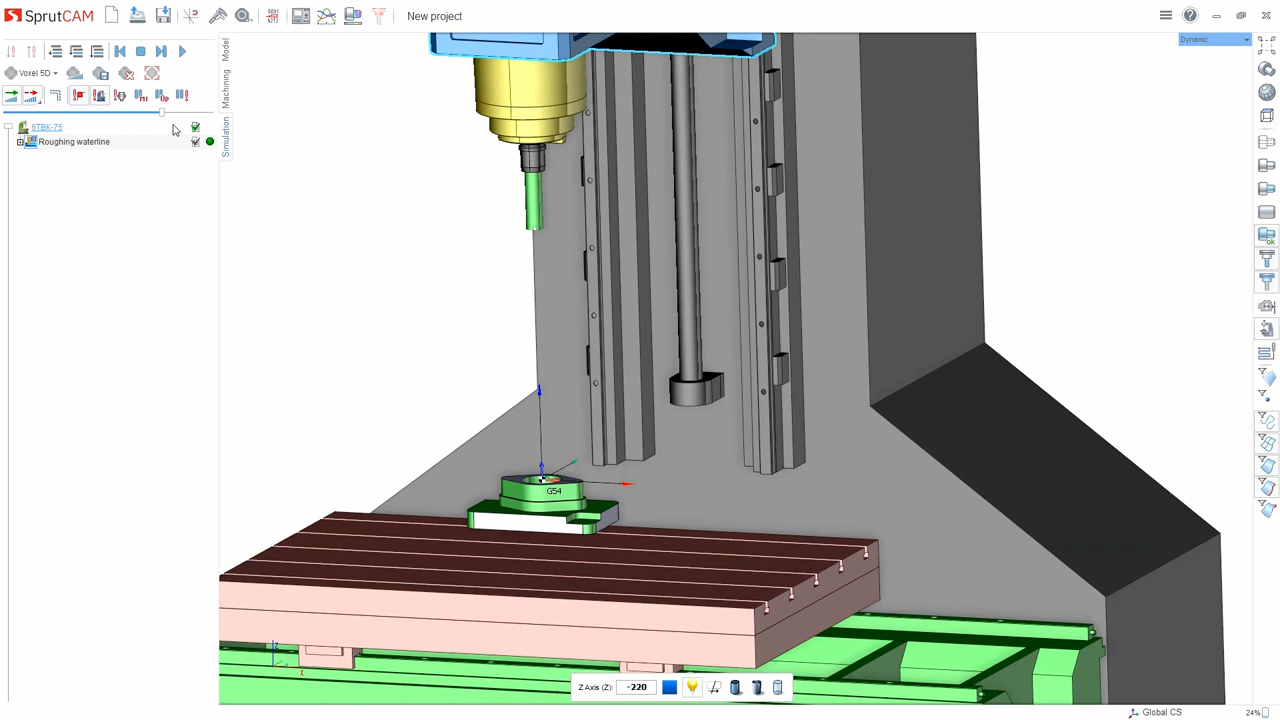 SprutCAM
New project
Dynamic
Model
Machining
Simulation
Voxel 5D
6TBK-75
Roughing waterline
G54
Z
Y
X
Z Axis (Z): -220
Global CS
24%